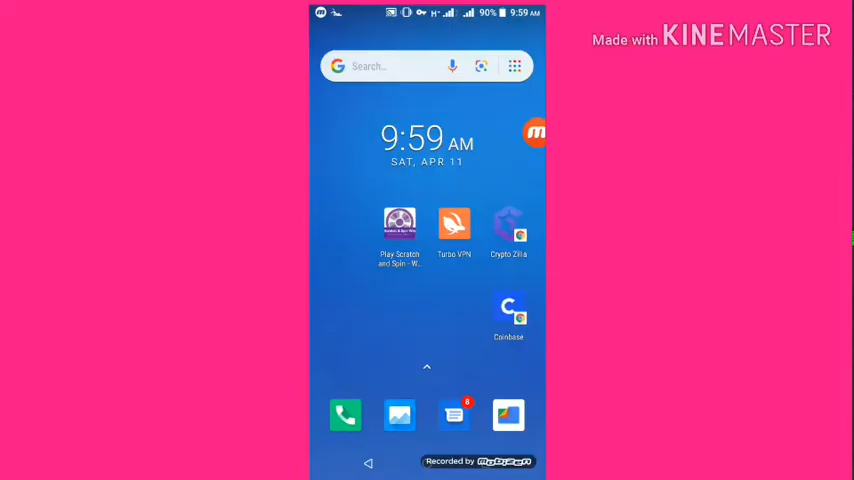 H+ 90% 9:59 AM
Made with KINEMASTER
Search...
9:59 AM
SAT, APR 11
Play Scratch
and Spin - W...
Turbo VPN
Crypto Zilla
Coinbase
8
Recorded by mobizen